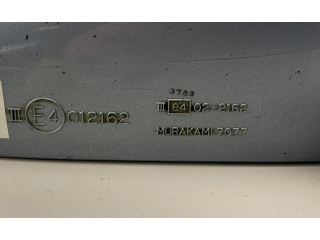 3783
III E4 012162
III e4 02*2162
MURAKAMI 7077